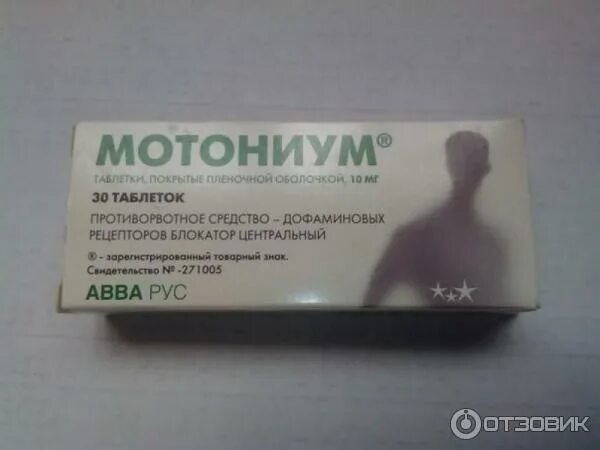 МОТОНИУМ®
ТАБЛЕТКИ, ПОКРЫТЫЕ ПЛЕНОЧНОЙ ОБОЛОЧКОЙ, 10 МГ
30 ТАБЛЕТОК
ПРОТИВОРВОТНОЕ СРЕДСТВО – ДОФАМИНОВЫХ
РЕЦЕПТОРОВ БЛОКАТОР ЦЕНТРАЛЬНЫЙ
® - зарегистрированный товарный знак.
Свидетельство № -271005
АВВА РУС
ОТЗОВИК